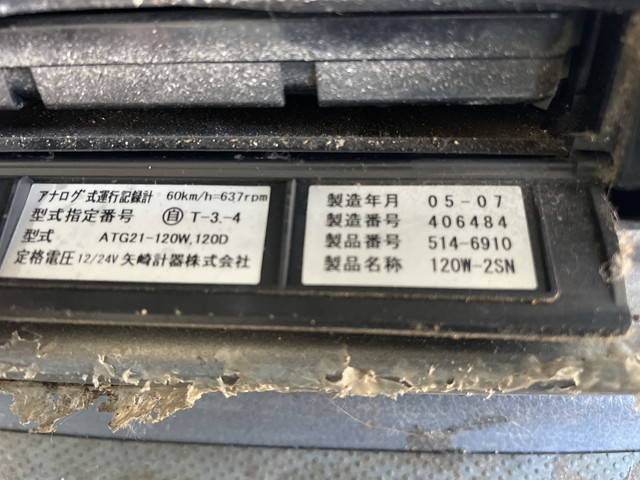 アナログ式運行記録計 60km/h=637rpm
型式指定番号 ㊐ T-3.-4
型式 ATG21-120W,120D
定格電圧12/24V 矢崎計器株式会社
製造年月 05-07
製造番号 406484
製品番号 514-6910
製品名称 120W-2SN